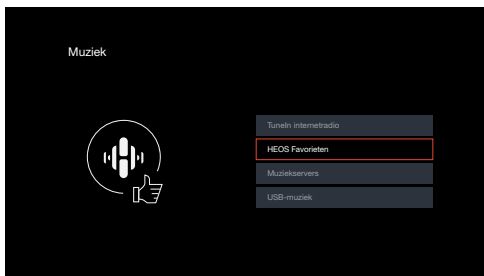 Muziek
TuneIn internetradio
HEOS Favorieten
Muziekservers
USB-muziek